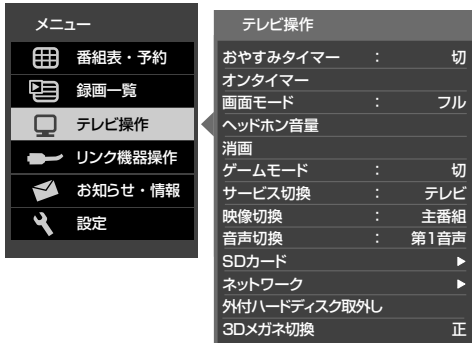 メニュー
番組表・予約
録画一覧
テレビ操作
リンク機器操作
お知らせ・情報
設定
テレビ操作
おやすみタイマー : 切
オンタイマー
画面モード : フル
ヘッドホン音量
消画
ゲームモード : 切
サービス切換 : テレビ
映像切換 : 主番組
音声切換 : 第1音声
SDカード
ネットワーク
外付ハードディスク取外し
3Dメガネ切換 正